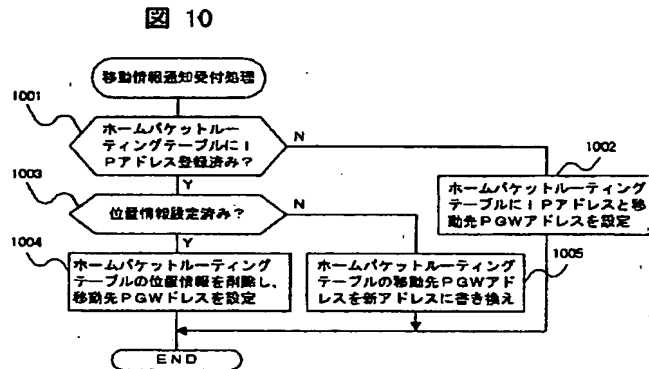 図 10
移動情報通知受付処理
1001
ホームパケットルー
ティングテーブルにI
Pアドレス登録済み?
N
Y
1002
ホームパケットルーティング
テーブルにIPアドレスと移
動先PGWアドレスを設定
1003
位置情報設定済み?
N
Y
1004
ホームパケットルーティング
テーブルの位置情報を削除し、
移動先PGWドレスを設定
ホームパケットルーティング
テーブルの移動先PGWアド
レスを新アドレスに書き換え
1005
END